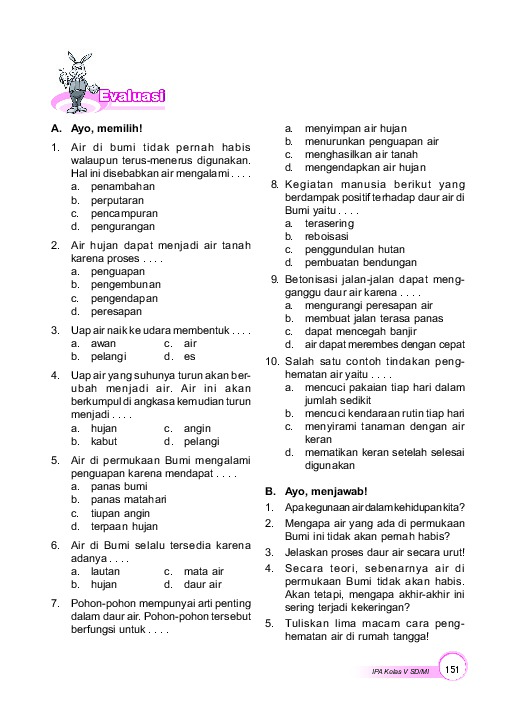 Evaluasi
A. Ayo, memilih!
1. Air di bumi tidak pernah habis
walaupun terus-menerus digunakan.
Hal ini disebabkan air mengalami . . . .
a. penambahan
b. perputaran
c. pencampuran
d. pengurangan
2. Air hujan dapat menjadi air tanah
karena proses . . . .
a. penguapan
b. pengembunan
c. pengendapan
d. peresapan
3. Uap air naik ke udara membentuk . . . .
a. awan c. air
b. pelangi d. es
4. Uap air yang suhunya turun akan ber-
ubah menjadi air. Air ini akan
berkumpul di angkasa kemudian turun
menjadi . . . .
a. hujan c. angin
b. kabut d. pelangi
5. Air di permukaan Bumi mengalami
penguapan karena mendapat . . . .
a. panas bumi
b. panas matahari
c. tiupan angin
d. terpaan hujan
6. Air di Bumi selalu tersedia karena
adanya . . . .
a. lautan c. mata air
b. hujan d. daur air
7. Pohon-pohon mempunyai arti penting
dalam daur air. Pohon-pohon tersebut
berfungsi untuk . . . .
a. menyimpan air hujan
b. menurunkan penguapan air
c. menghasilkan air tanah
d. mengendapkan air hujan
8. Kegiatan manusia berikut yang
berdampak positif terhadap daur air di
Bumi yaitu . . . .
a. terasering
b. reboisasi
c. penggundulan hutan
d. pembuatan bendungan
9. Betonisasi jalan-jalan dapat meng-
ganggu daur air karena . . . .
a. mengurangi peresapan air
b. membuat jalan terasa panas
c. dapat mencegah banjir
d. air dapat merembes dengan cepat
10. Salah satu contoh tindakan peng-
hematan air yaitu . . . .
a. mencuci pakaian tiap hari dalam
jumlah sedikit
b. mencuci kendaraan rutin tiap hari
c. menyirami tanaman dengan air
keran
d. mematikan keran setelah selesai
digunakan
B. Ayo, menjawab!
1. Apa kegunaan air dalam kehidupan kita?
2. Mengapa air yang ada di permukaan
Bumi ini tidak akan pernah habis?
3. Jelaskan proses daur air secara urut!
4. Secara teori, sebenarnya air di
permukaan Bumi tidak akan habis.
Akan tetapi, mengapa akhir-akhir ini
sering terjadi kekeringan?
5. Tuliskan lima macam cara peng-
hematan air di rumah tangga!
IPA Kelas V SD/MI 151